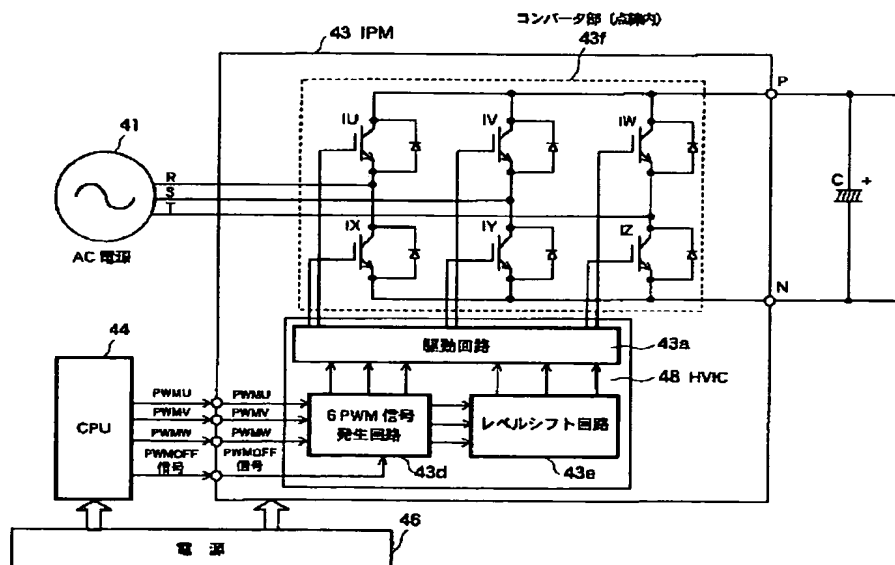 コンバータ部（点線内）
43 IPM
43f
P
41
IU
IV
IW
R
S
T
C
+
AC 電源
IX
IY
IZ
N
44
駆動回路
43a
48 HVIC
CPU
PWMU
PWMU
PWMV
PWMV
PWMW
PWMW
PWMOFF
信号
PWMOFF
信号
6 PWM 信号
発生回路
レベルシフト回路
43d
43e
46
電 源